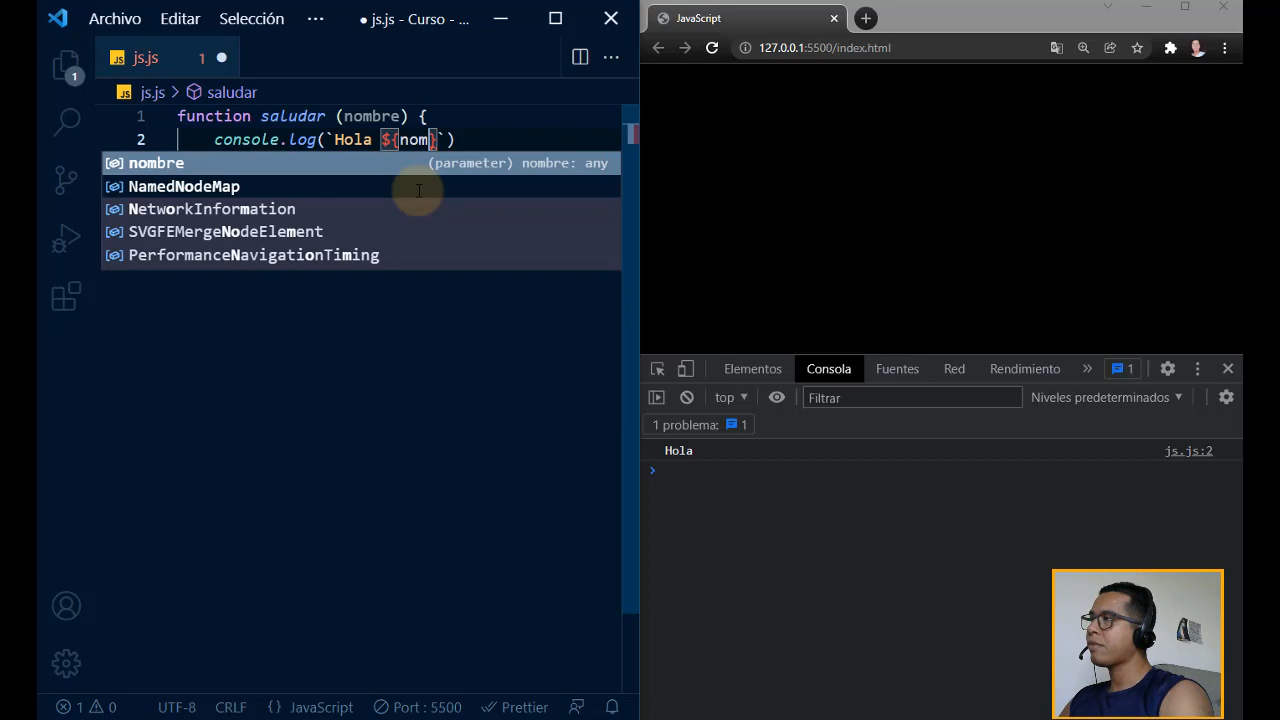 Archivo Editar Selección ··· ● js.js - Curso - ...
JS js.js 1 ●
JS js.js > saludar
1 function saludar (nombre) {
2 console.log(`Hola ${nom}`)
nombre (parameter) nombre: any
NamedNodeMap
NetworkInformation
SVGFEMergeNodeElement
PerformanceNavigationTiming
1
1 0 UTF-8 CRLF {} JavaScript Port : 5500 Prettier
JavaScript
127.0.0.1:5500/index.html
Elementos Consola Fuentes Red Rendimiento » 1
top ▼ Filtrar Niveles predeterminados ▼
1 problema: 1
Hola js.js:2
>